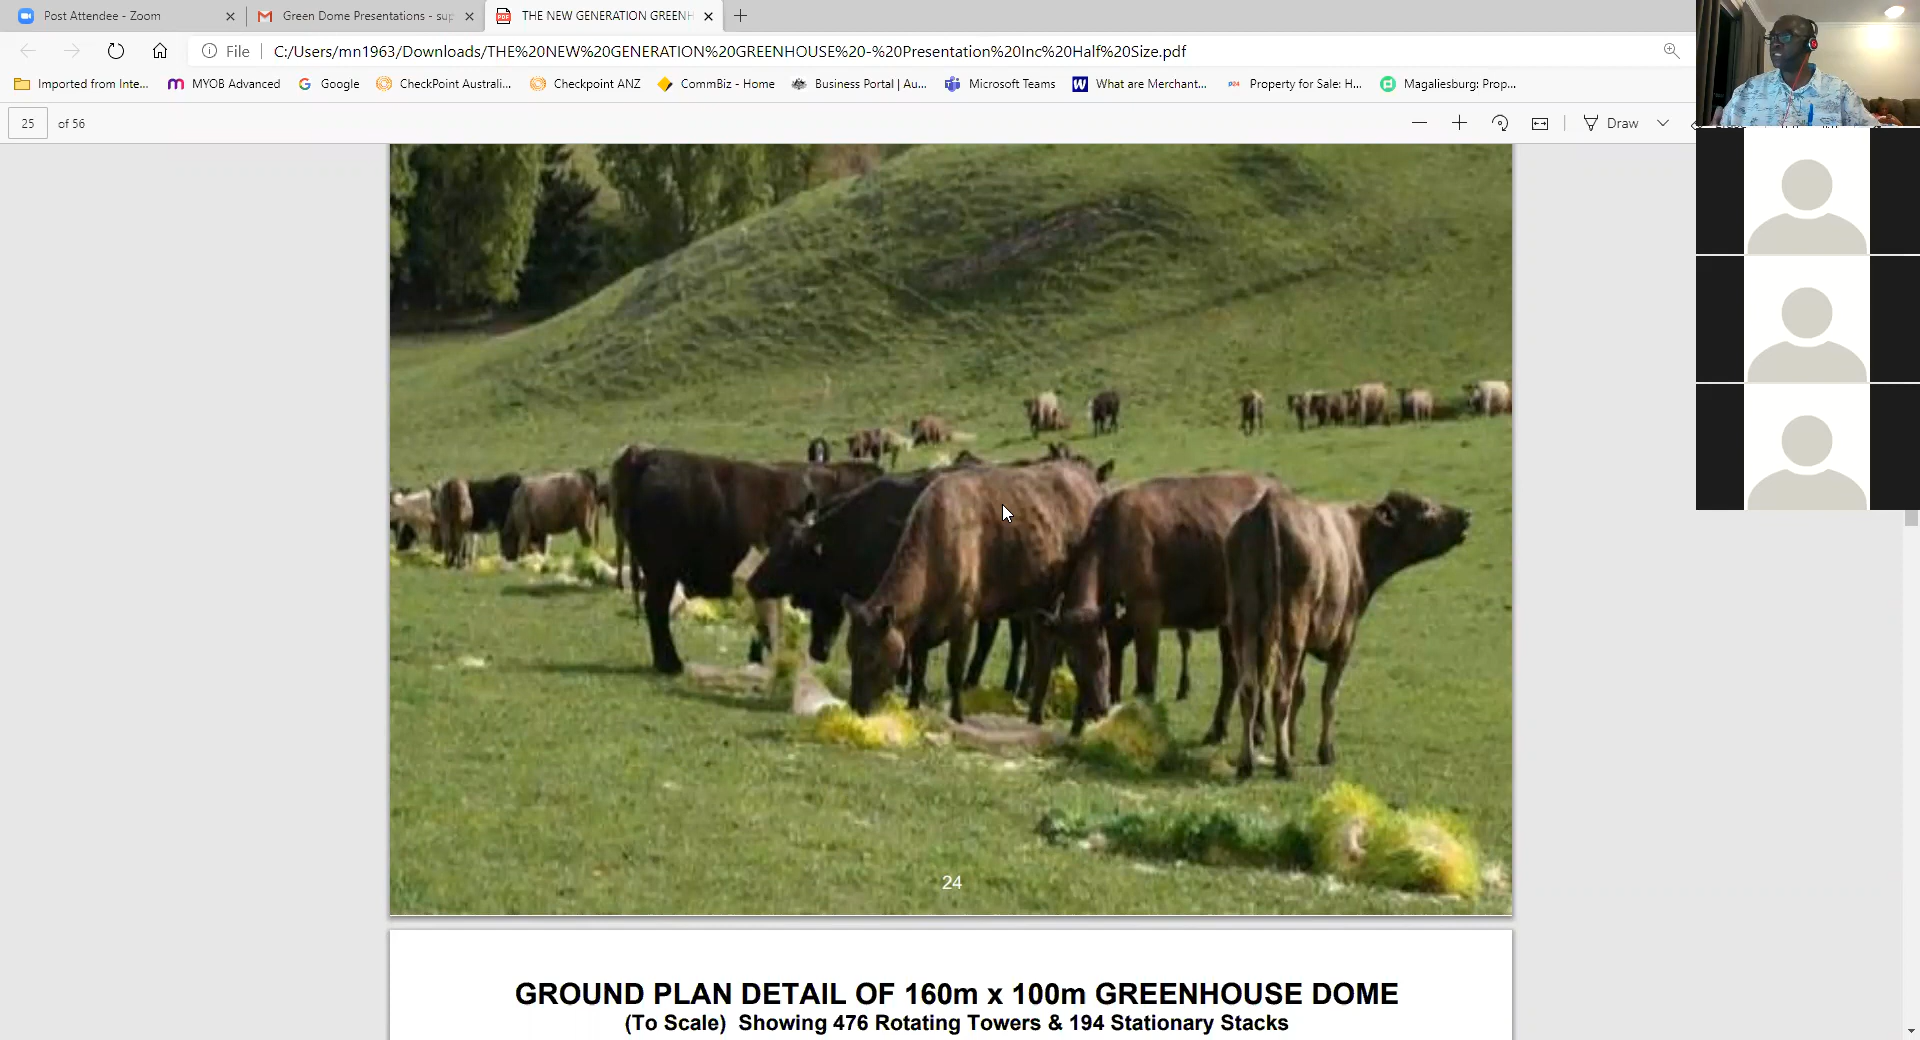 Post Attendee - Zoom
Green Dome Presentations - sup
THE NEW GENERATION GREENH
File
C:/Users/mn1963/Downloads/THE%20NEW%20GENERATION%20GREENHOUSE%20-%20Presentation%20Inc%20Half%20Size.pdf
Imported from Inte... MYOB Advanced Google CheckPoint Australi... Checkpoint ANZ CommBiz - Home Business Portal | Au... Microsoft Teams What are Merchant... Property for Sale: H... Magaliesburg: Prop...
25 of 56
Draw
24
GROUND PLAN DETAIL OF 160m x 100m GREENHOUSE DOME
(To Scale) Showing 476 Rotating Towers & 194 Stationary Stacks